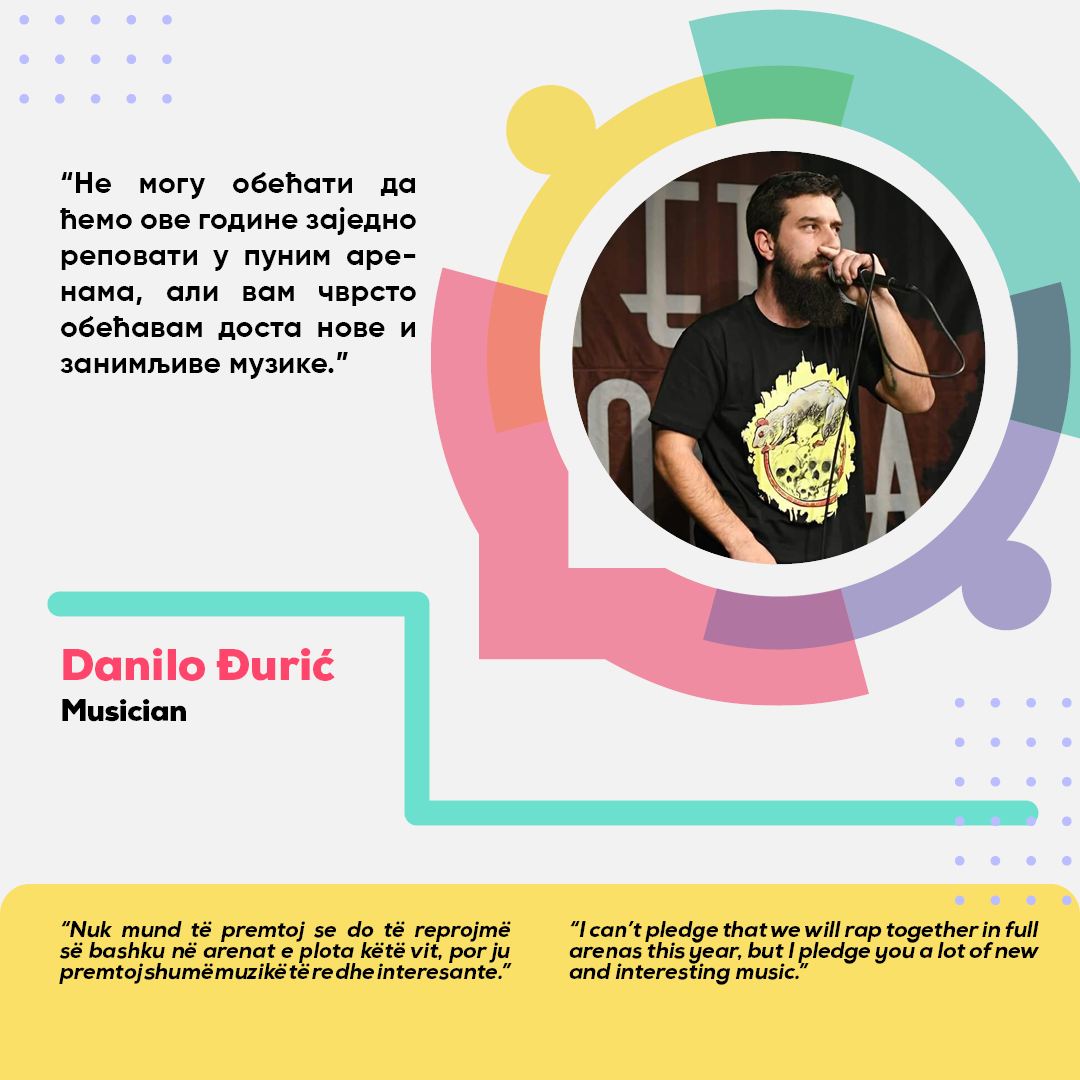 “Не могу обећати да
ћемо ове године заједно
реповати у пуним аре-
нама, али вам чврсто
обећавам доста нове и
занимљиве музике.”
Danilo Đurić
Musician
“Nuk mund të premtoj se do të reprojmë
së bashku në arenat e plota këtë vit, por ju
premtoj shumë muzikë të re dhe interesante.”
“I can’t pledge that we will rap together in full
arenas this year, but I pledge you a lot of new
and interesting music.”